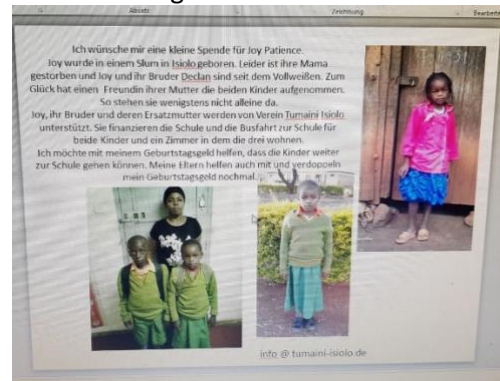 Absatz
Zeichnung
Bearbeite
Ich wünsche mir eine kleine Spende für Joy Patience.
Joy wurde in einem Slum in Isiolo geboren. Leider ist ihre Mama
gestorben und Joy und ihr Bruder Declan sind seit dem Vollweißen. Zum
Glück hat einen Freundin ihrer Mutter die beiden Kinder aufgenommen.
So stehen sie wenigstens nicht alleine da.
Joy, ihr Bruder und deren Ersatzmutter werden von Verein Tumaini Isiolo
unterstützt. Sie finanzieren die Schule und die Busfahrt zur Schule für
beide Kinder und ein Zimmer in dem die drei wohnen.
Ich möchte mit meinem Geburtstagsgeld helfen, dass die Kinder weiter
zur Schule gehen können. Meine Eltern helfen auch mit und verdoppeln
mein Geburtstagsgeld nochmal.
info @ tumaini-isiolo.de